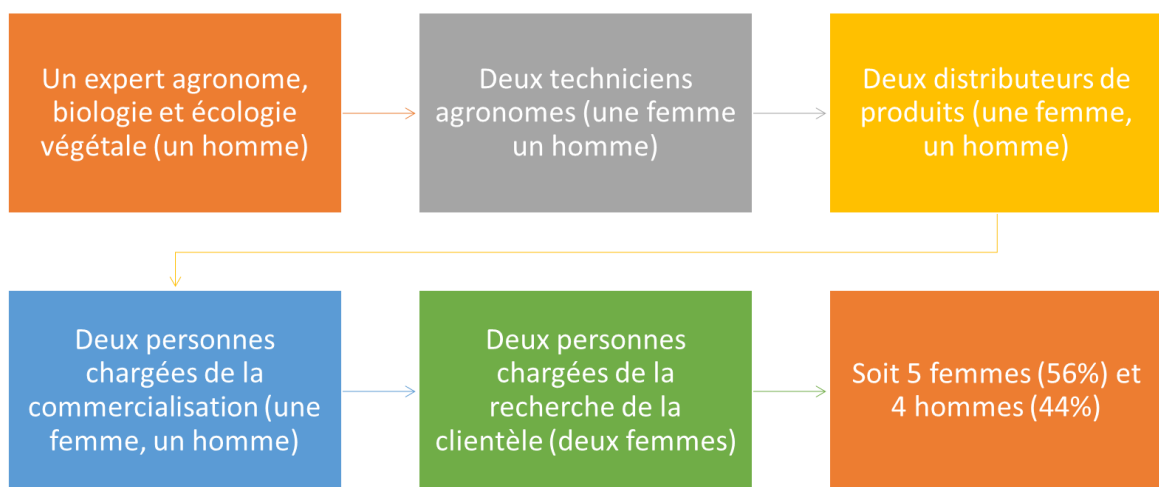 Un expert agronome,
biologie et écologie
végétale (un homme)
Deux techniciens
agronomes (une femme
un homme)
Deux distributeurs de
produits (une femme,
un homme)
Deux personnes
chargées de la
commercialisation (une
femme, un homme)
Deux personnes
chargées de la
recherche de la
clientèle (deux femmes)
Soit 5 femmes (56%) et
4 hommes (44%)